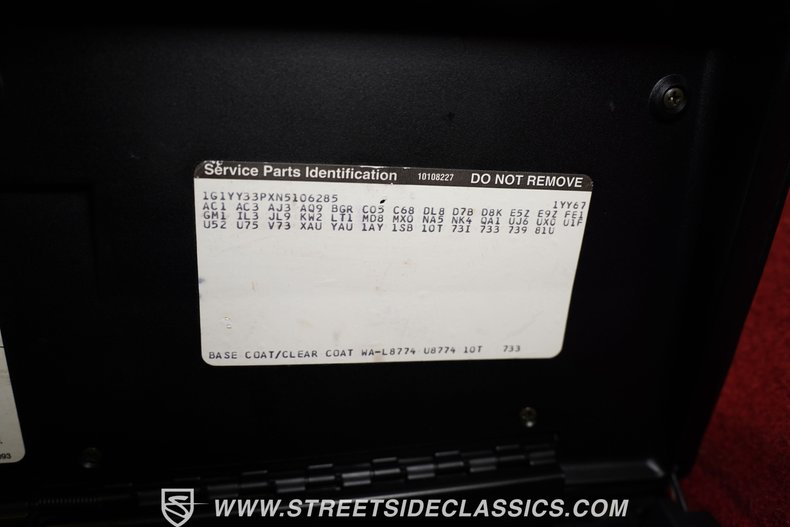 Service Parts Identification 10108227 DO NOT REMOVE
1G1YY33PXN5106285 1YY67
AC1 AC3 AJ3 AQ9 BGR C05 C68 DL8 D7B D8K E5Z E9Z FE1
GM1 IL3 JL9 KW2 LT1 MD8 MX0 NA5 NK4 QA1 UJ6 UX0 U1F
U52 U75 V73 XAU YAU 1AY 1SB 10T 73I 733 739 81U
BASE COAT/CLEAR COAT WA-L8774 U8774 10T 733
093
WWW.STREETSIDECLASSICS.COM